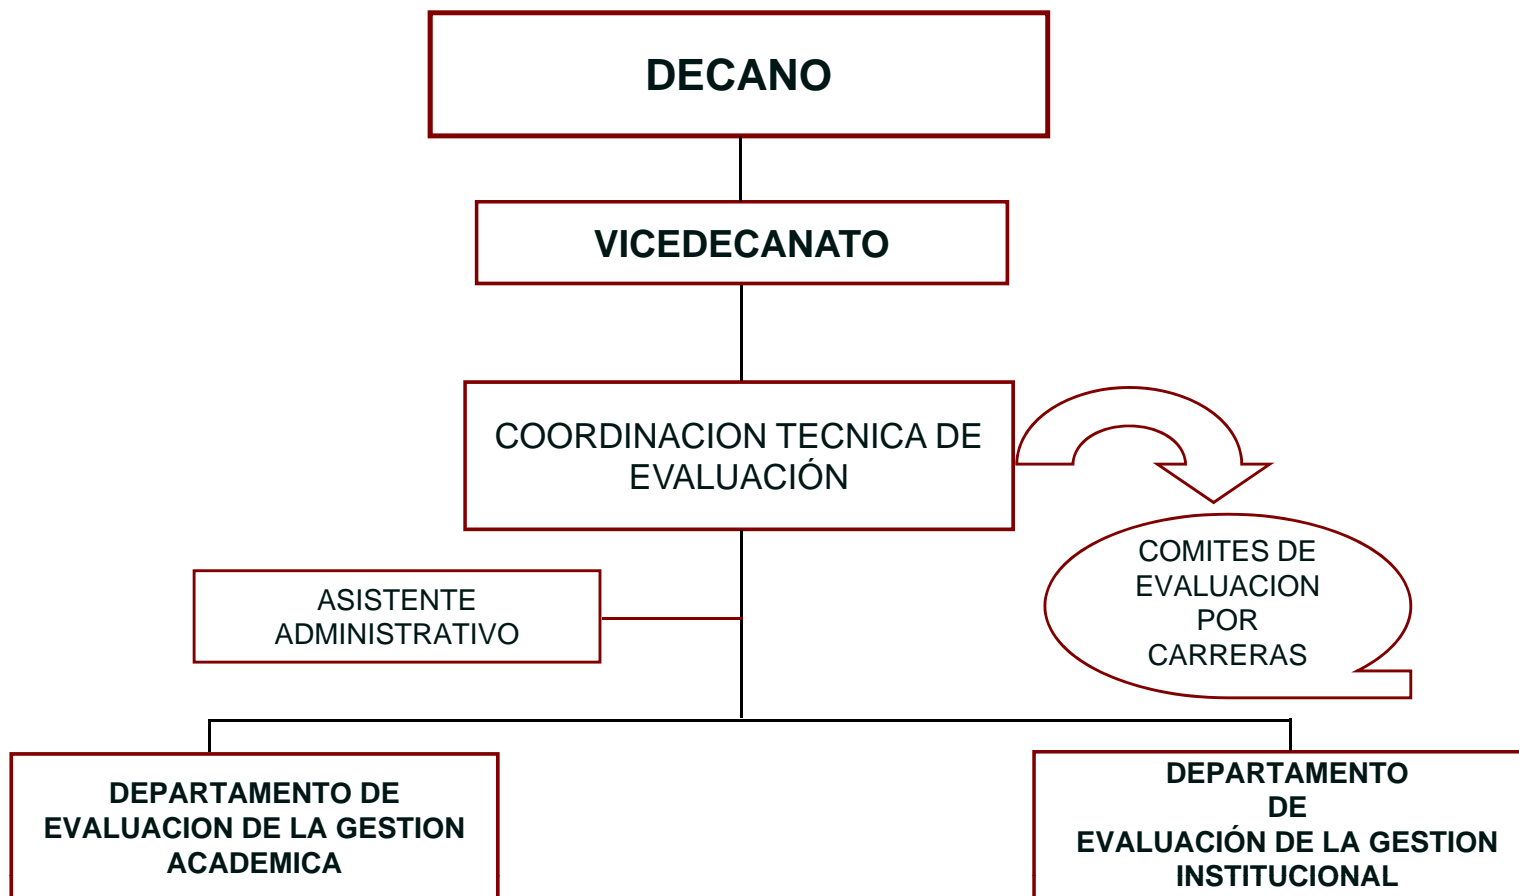 DECANO
VICEDECANATO
COORDINACION TECNICA DE
EVALUACIÓN
COMITES DE
EVALUACION
POR
CARRERAS
ASISTENTE
ADMINISTRATIVO
DEPARTAMENTO DE
EVALUACION DE LA GESTION
ACADEMICA
DEPARTAMENTO
DE
EVALUACIÓN DE LA GESTION
INSTITUCIONAL